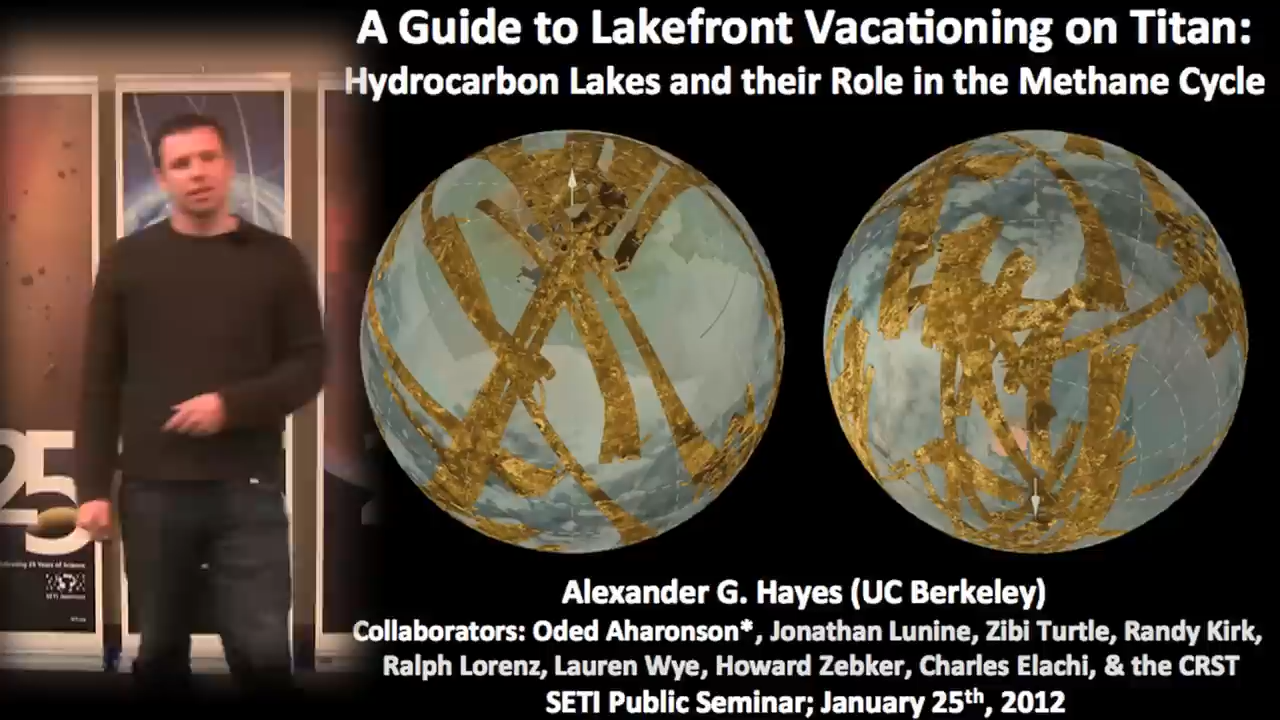 A Guide to Lakefront Vacationing on Titan:
Hydrocarbon Lakes and their Role in the Methane Cycle
25
SETI Institute
Alexander G. Hayes (UC Berkeley)
Collaborators: Oded Aharonson*, Jonathan Lunine, Zibi Turtle, Randy Kirk,
Ralph Lorenz, Lauren Wye, Howard Zebker, Charles Elachi, & the CRST
SETI Public Seminar; January 25th, 2012